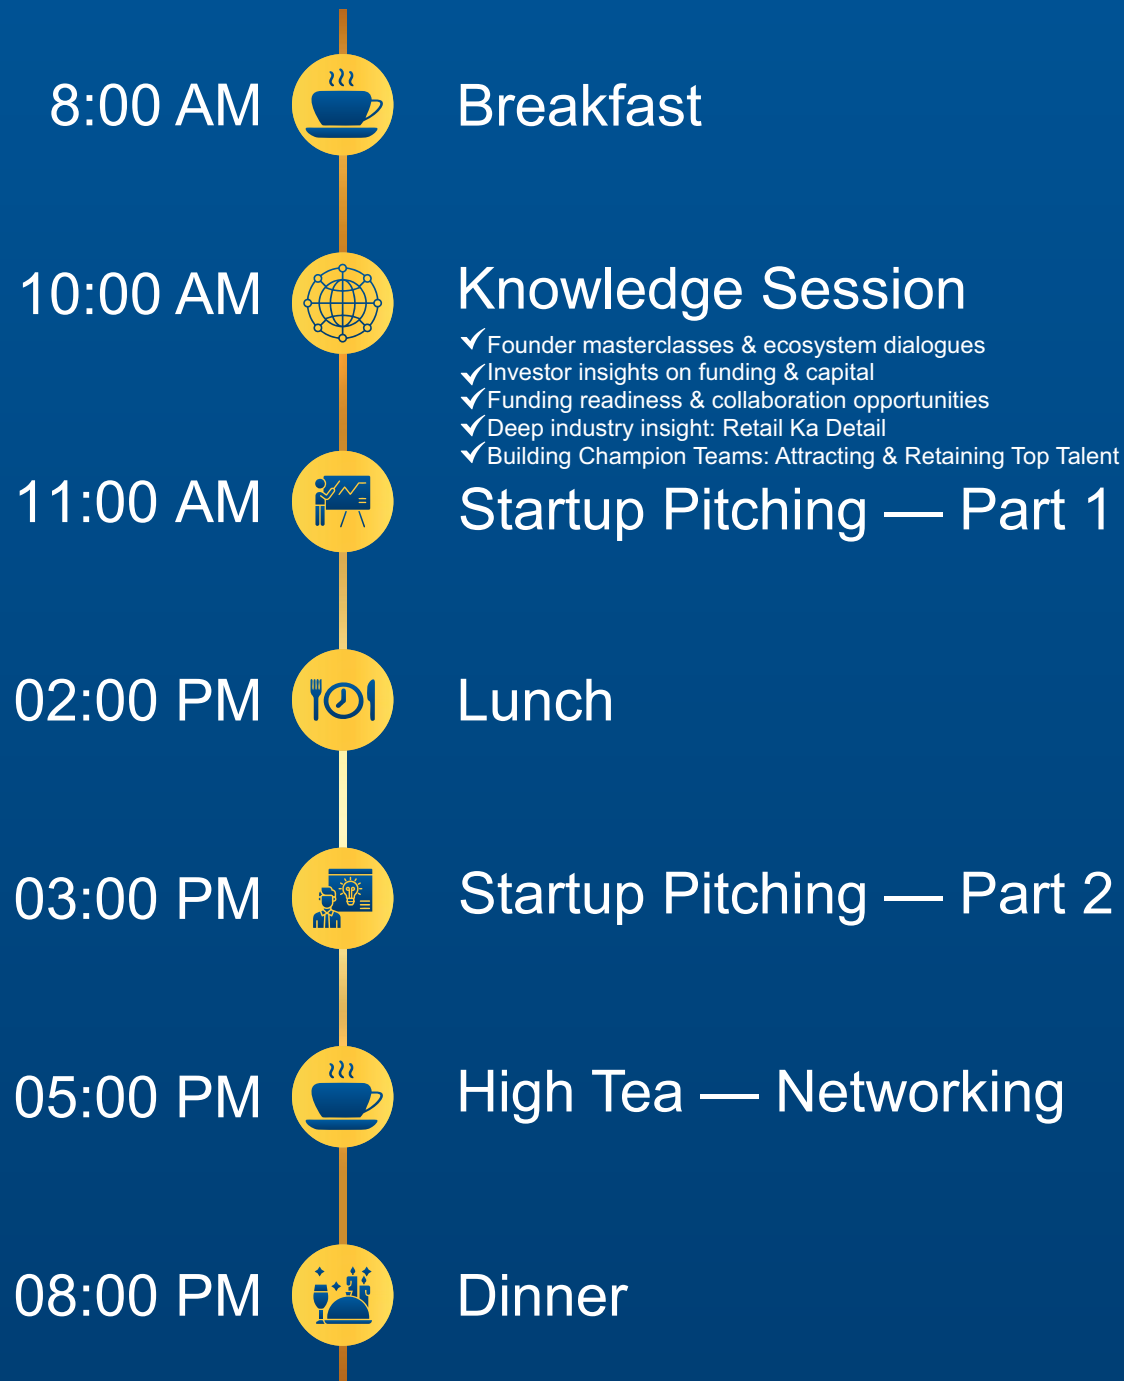 8:00 AM Breakfast
10:00 AM Knowledge Session
Founder masterclasses & ecosystem dialogues
Investor insights on funding & capital
Funding readiness & collaboration opportunities
Deep industry insight: Retail Ka Detail
Building Champion Teams: Attracting & Retaining Top Talent
11:00 AM Startup Pitching — Part 1
02:00 PM Lunch
03:00 PM Startup Pitching — Part 2
05:00 PM High Tea — Networking
08:00 PM Dinner